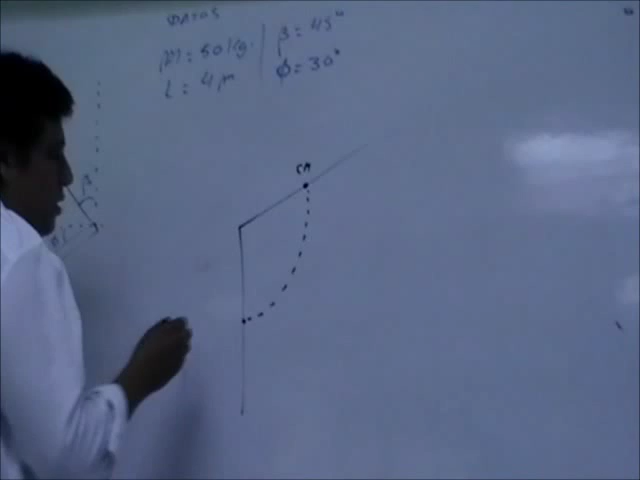 DATOS
M = 50 kg.
L = 4 m
β = 45°
ϕ = 30°
β